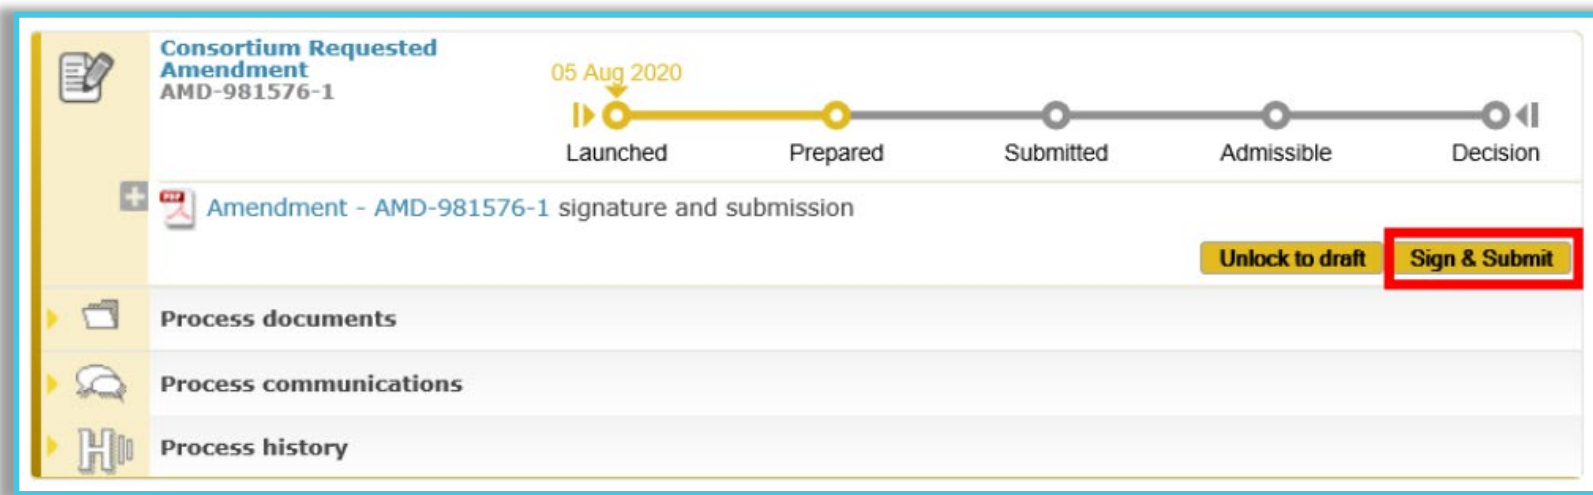 Consortium Requested
Amendment
AMD-981576-1
05 Aug 2020
Launched Prepared Submitted Admissible Decision
Amendment - AMD-981576-1 signature and submission
Unlock to draft Sign & Submit
Process documents
Process communications
Process history